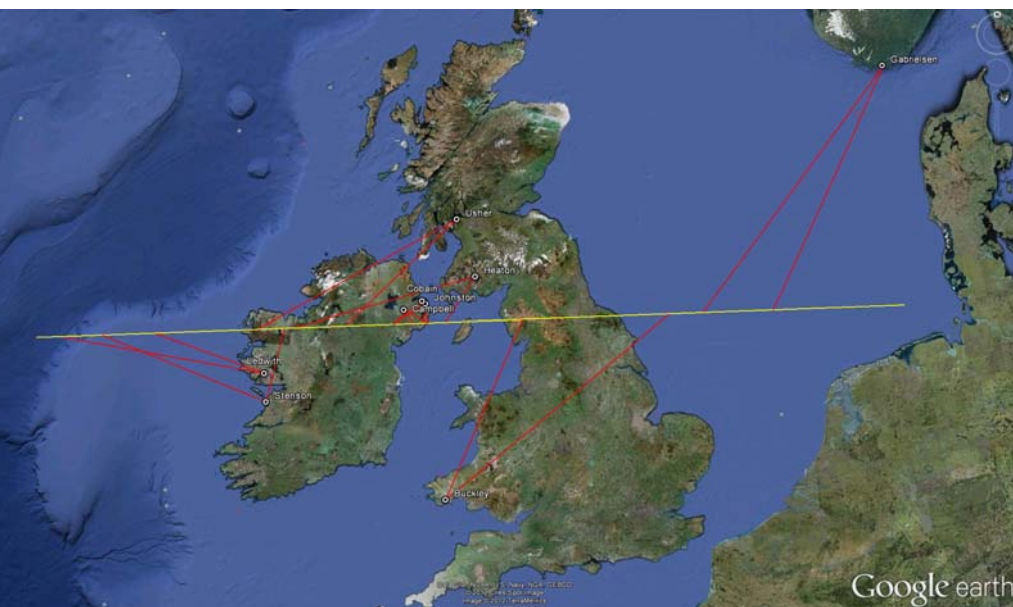 Gabrielsen
Usher
Heaton
Cobain
Johnston
Campbell
Ledwith
Stenson
Buckley
Google earth